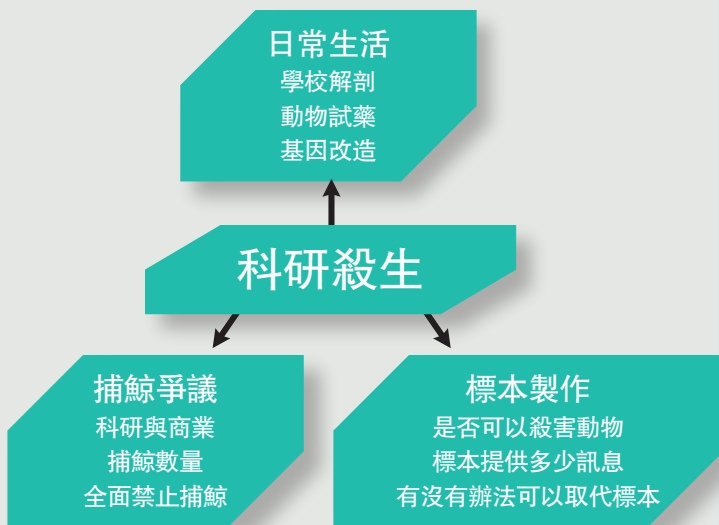 日常生活
學校解剖
動物試藥
基因改造
科研殺生
捕鯨爭議
科研與商業
捕鯨數量
全面禁止捕鯨
標本製作
是否可以殺害動物
標本提供多少訊息
有沒有辦法可以取代標本